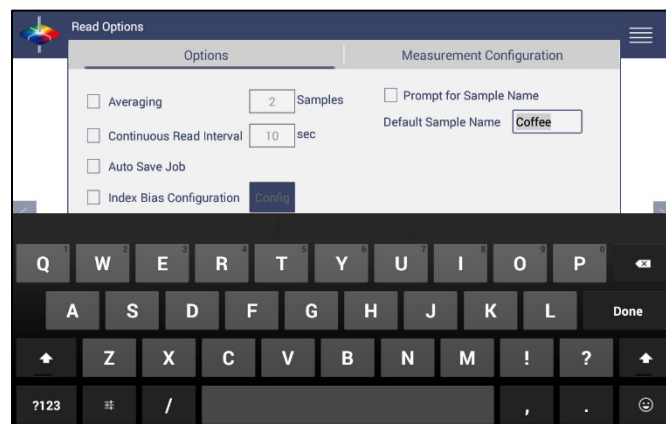 Read Options
Options Measurement Configuration
Averaging 2 Samples Prompt for Sample Name
Continuous Read Interval 10 sec Default Sample Name Coffee
Auto Save Job
Index Bias Configuration Config
1 2 3 4 5 6 7 8 9 0
Q W E R T Y U I O P
A S D F G H J K L Done
Z X C V B N M ! ?
?123 / , .